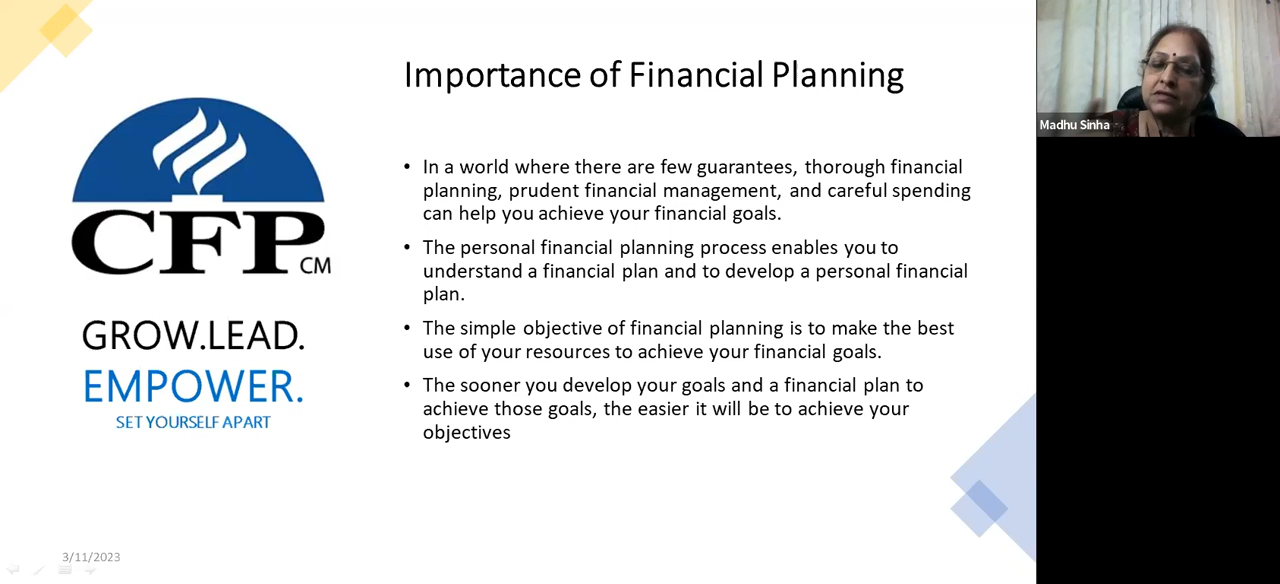 Importance of Financial Planning
Madhu Sinha
• In a world where there are few guarantees, thorough financial
planning, prudent financial management, and careful spending
can help you achieve your financial goals.
• The personal financial planning process enables you to
understand a financial plan and to develop a personal financial
plan.
• The simple objective of financial planning is to make the best
use of your resources to achieve your financial goals.
• The sooner you develop your goals and a financial plan to
achieve those goals, the easier it will be to achieve your
objectives
CFP CM
GROW.LEAD.
EMPOWER.
SET YOURSELF APART
3/11/2023